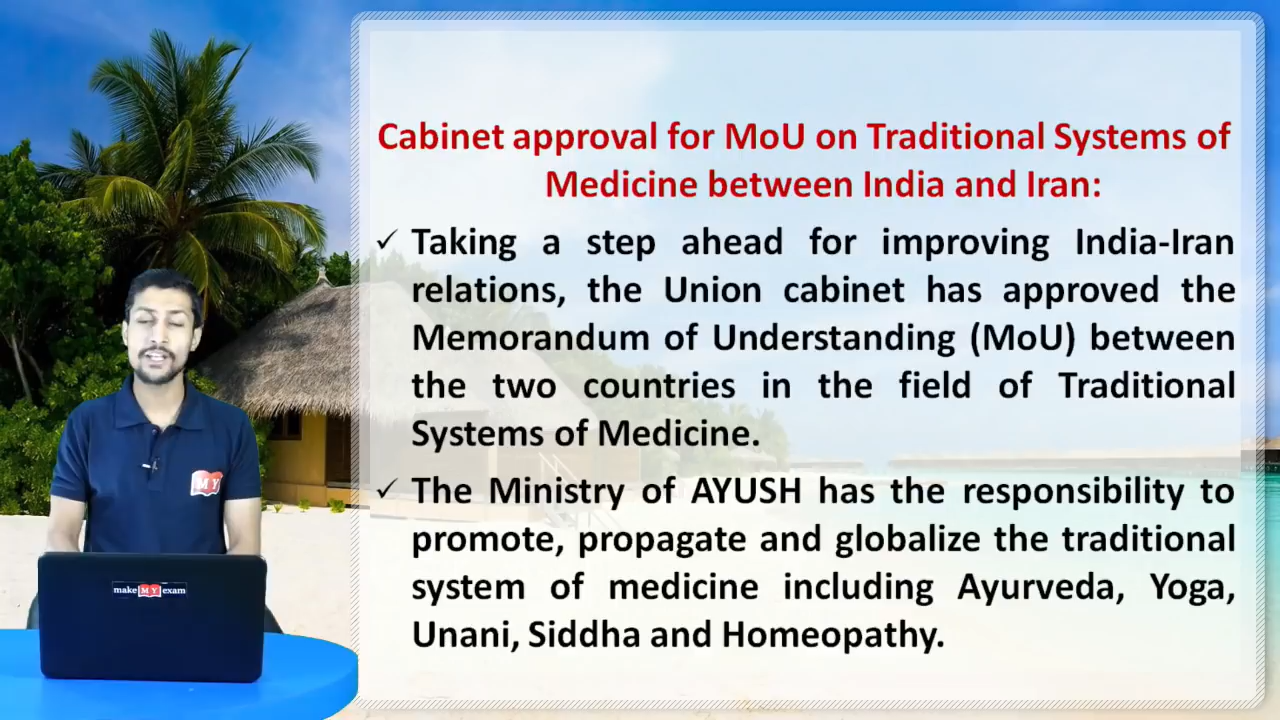 Cabinet approval for MoU on Traditional Systems of
Medicine between India and Iran:
✓ Taking a step ahead for improving India-Iran
relations, the Union cabinet has approved the
Memorandum of Understanding (MoU) between
the two countries in the field of Traditional
Systems of Medicine.
✓ The Ministry of AYUSH has the responsibility to
promote, propagate and globalize the traditional
system of medicine including Ayurveda, Yoga,
Unani, Siddha and Homeopathy.
MY
make MY exam